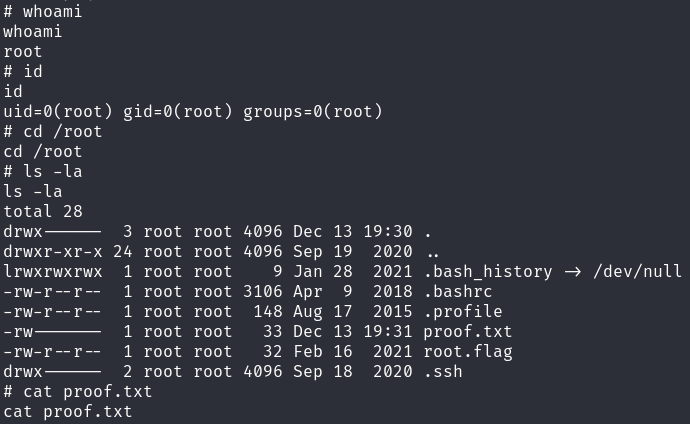 # whoami
whoami
root
# id
id
uid=0(root) gid=0(root) groups=0(root)
# cd /root
cd /root
# ls -la
ls -la
total 28
drwx------  3 root root 4096 Dec 13 19:30 .
drwxr-xr-x 24 root root 4096 Sep 19  2020 ..
lrwxrwxrwx  1 root root    9 Jan 28  2021 .bash_history -> /dev/null
-rw-r--r--  1 root root 3106 Apr  9  2018 .bashrc
-rw-r--r--  1 root root  148 Aug 17  2015 .profile
-rw-------  1 root root   33 Dec 13 19:31 proof.txt
-rw-r--r--  1 root root   32 Feb 16  2021 root.flag
drwx------  2 root root 4096 Sep 18  2020 .ssh
# cat proof.txt
cat proof.txt